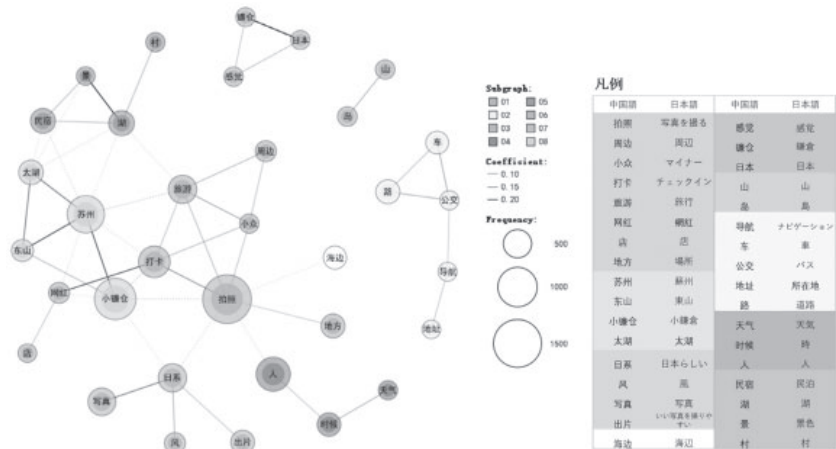 镰仓
日本
感觉
村
景
山
岛
民宿
湖
太湖
周边
旅游
苏州
小众
东山
打卡
海边
网红
小镰仓
拍照
地方
店
日系
人
天气
写真
时候
风
出片
车
路
公交
导航
地址
Subgraph:
01 05
02 06
03 07
04 08
Coefficient:
0.10
0.15
0.20
Frequency:
500
1000
1500
凡例
中国語 日本語 中国語 日本語
拍照 写真を撮る 感觉 感覚
周边 周辺 镰仓 鎌倉
小众 マイナー 日本 日本
打卡 チェックイン 山 山
旅游 旅行 岛 島
网红 網紅 导航 ナビゲーション
店 店 车 車
地方 場所 公交 バス
苏州 蘇州 地址 所在地
东山 東山 路 道路
小镰仓 小鎌倉 天气 天気
太湖 太湖 时候 時
日系 日本らしい 人 人
风 風 民宿 民泊
写真 写真 湖 湖
出片 いい写真を撮りやすい 景 景色
海边 海辺 村 村